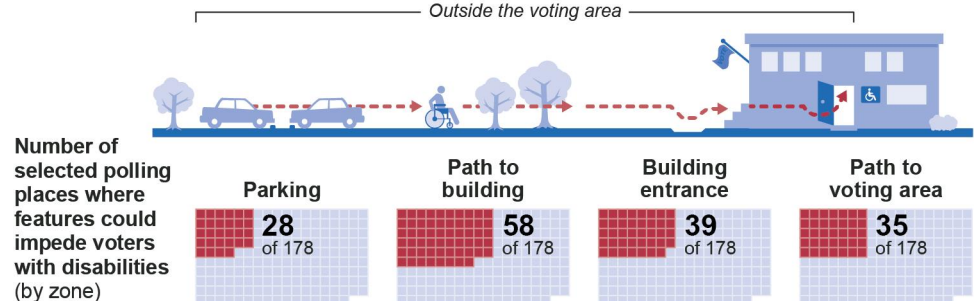 Outside the voting area
Number of
selected polling
places where
features could
impede voters
with disabilities
(by zone)
Parking
28
of 178
Path to
building
58
of 178
Building
entrance
39
of 178
Path to
voting area
35
of 178